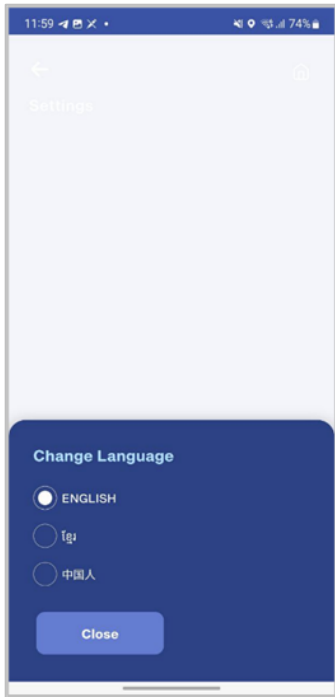 11:59 74%
Settings
Change Language
ENGLISH
ខ្មែរ
中国人
Close